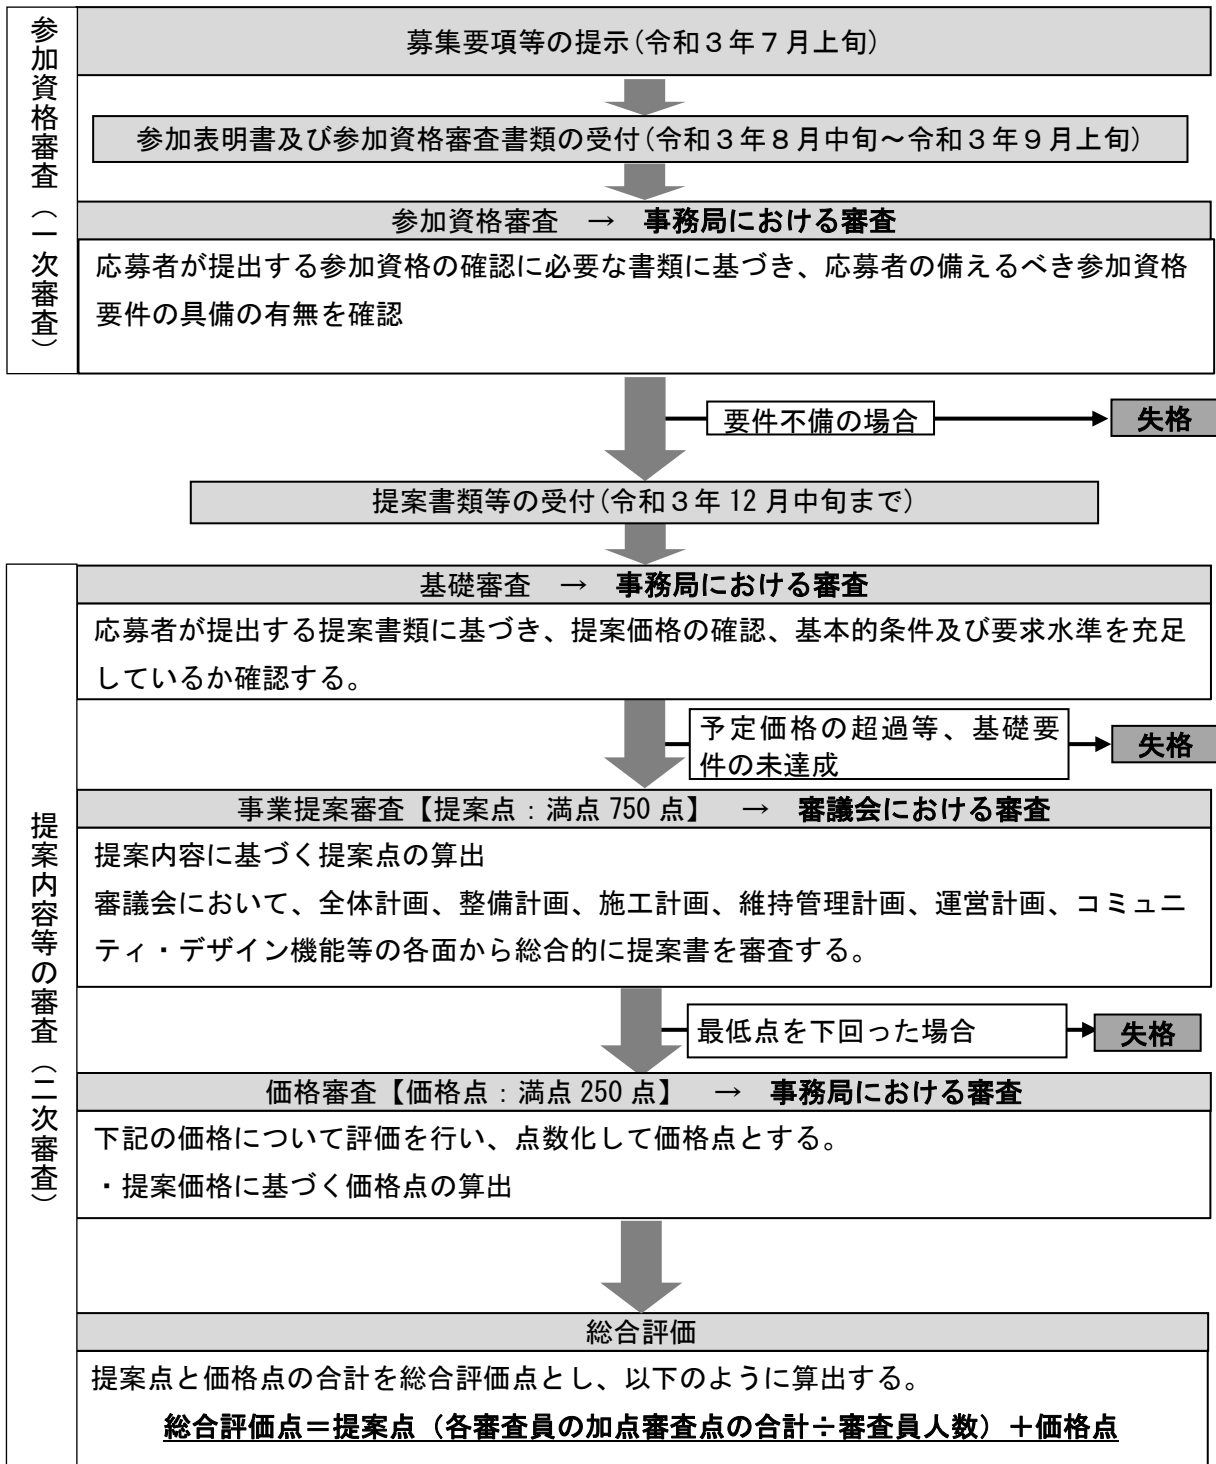 参加資格審査（一次審査）
募集要項等の提示(令和３年７月上旬)
参加表明書及び参加資格審査書類の受付(令和３年８月中旬～令和３年９月上旬)
参加資格審査　→　事務局における審査
応募者が提出する参加資格の確認に必要な書類に基づき、応募者の備えるべき参加資格
要件の具備の有無を確認
要件不備の場合
失格
提案書類等の受付(令和３年 12 月中旬まで)
提案内容等の審査（二次審査）
基礎審査　→　事務局における審査
応募者が提出する提案書類に基づき、提案価格の確認、基本的条件及び要求水準を充足
しているか確認する。
予定価格の超過等、基礎要
件の未達成
失格
事業提案審査【提案点：満点 750 点】　→　審議会における審査
提案内容に基づく提案点の算出
審議会において、全体計画、整備計画、施工計画、維持管理計画、運営計画、コミュニ
ティ・デザイン機能等の各面から総合的に提案書を審査する。
最低点を下回った場合
失格
価格審査【価格点：満点 250 点】　→　事務局における審査
下記の価格について評価を行い、点数化して価格点とする。
・提案価格に基づく価格点の算出
総合評価
提案点と価格点の合計を総合評価点とし、以下のように算出する。
総合評価点＝提案点（各審査員の加点審査点の合計÷審査員人数）＋価格点